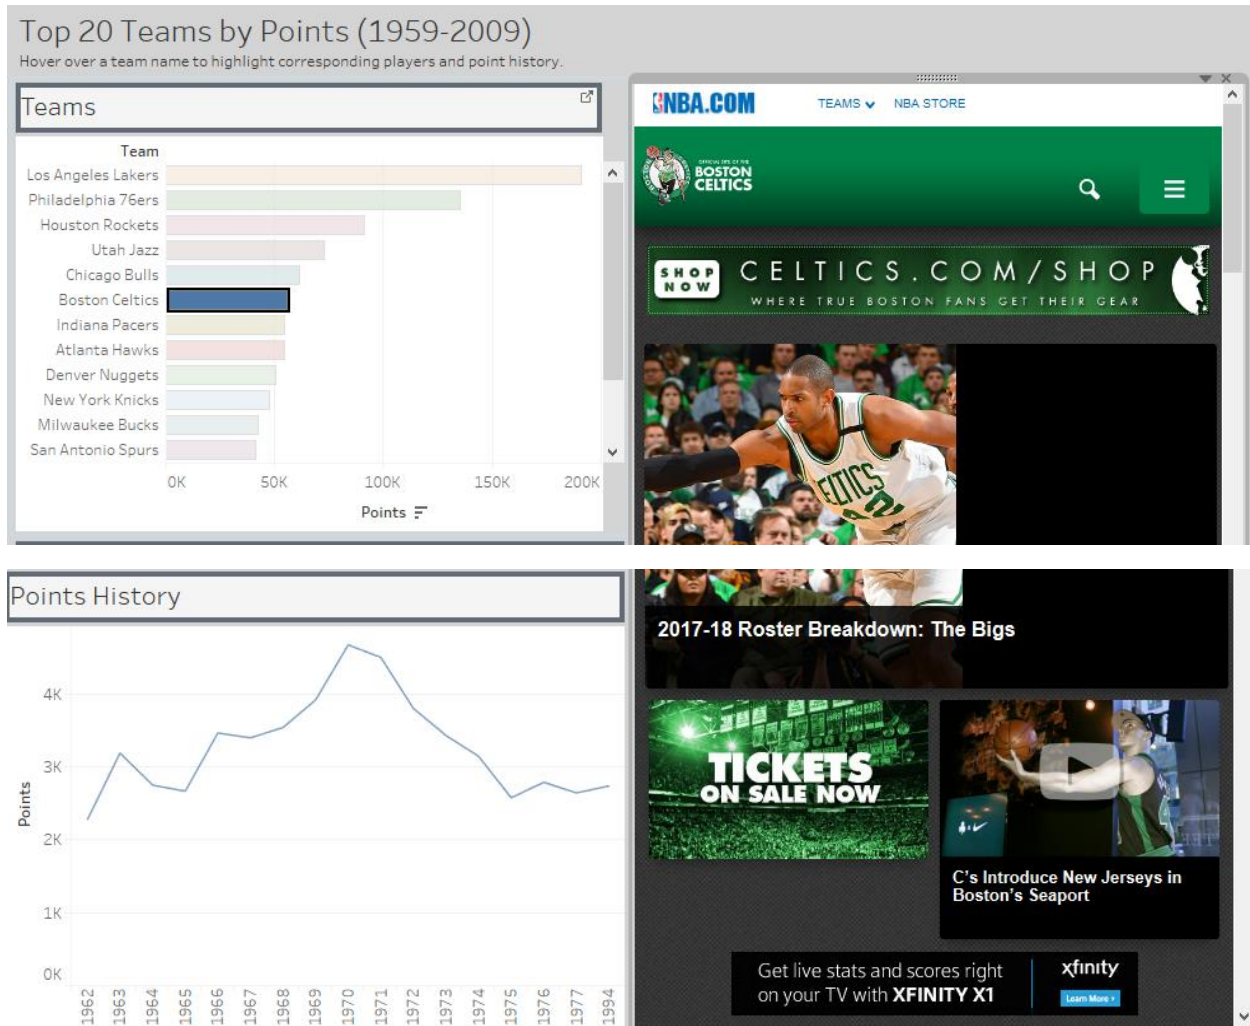 Top 20 Teams by Points (1959-2009)
Hover over a team name to highlight corresponding players and point history.
Teams
Team
Los Angeles Lakers
Philadelphia 76ers
Houston Rockets
Utah Jazz
Chicago Bulls
Boston Celtics
Indiana Pacers
Atlanta Hawks
Denver Nuggets
New York Knicks
Milwaukee Bucks
San Antonio Spurs
0K 50K 100K 150K 200K
Points
NBA.COM TEAMS NBA STORE
OFFICIAL SITE OF THE
BOSTON
CELTICS
SHOP
NOW
CELTICS.COM/SHOP
WHERE TRUE BOSTON FANS GET THEIR GEAR
CELTICS
42
Points History
4K
3K
2K
1K
0K
Points
1962 1963 1964 1965 1966 1967 1968 1969 1970 1971 1972 1973 1974 1975 1976 1977 1994
2017-18 Roster Breakdown: The Bigs
TICKETS
ON SALE NOW
C's Introduce New Jerseys in
Boston's Seaport
Get live stats and scores right
on your TV with XFINITY X1
xfinity
Learn More